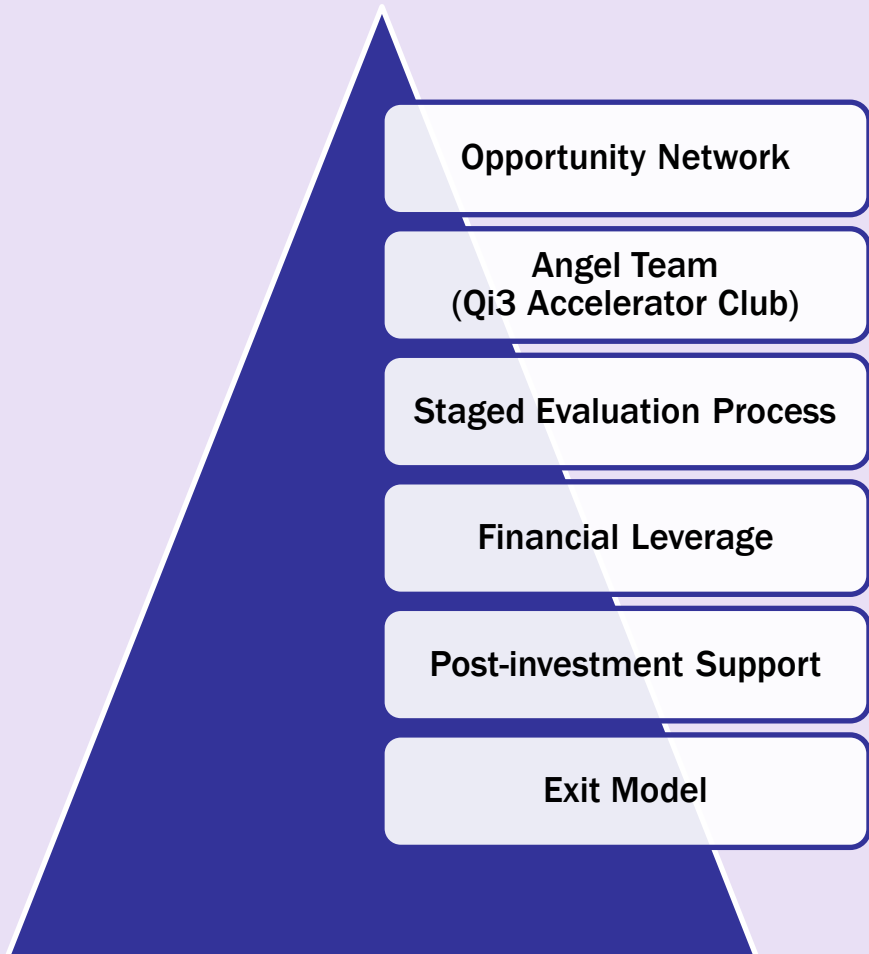 Opportunity Network
Angel Team
(Qi3 Accelerator Club)
Staged Evaluation Process
Financial Leverage
Post-investment Support
Exit Model